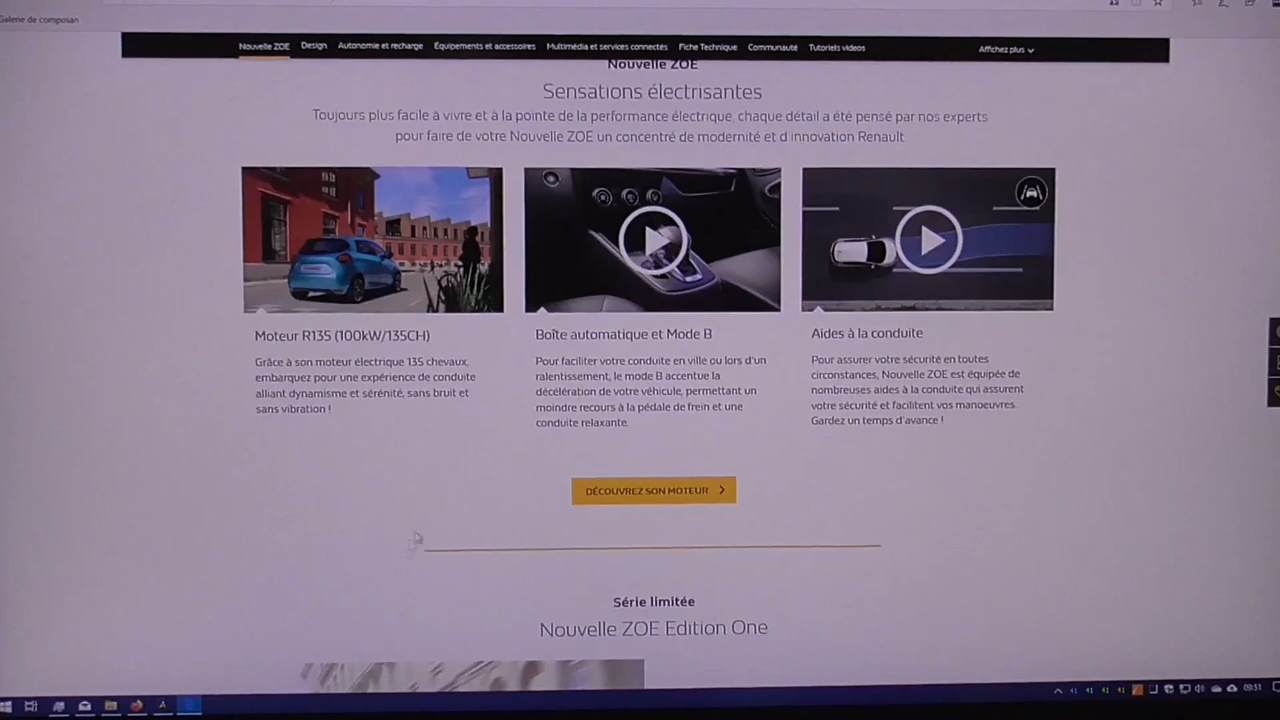 Galerie de composan
Nouvelle ZOE Design Autonomie et recharge Équipements et accessoires Multimédia et services connectés Fiche Technique Communauté Tutoriels videos Affichez plus
Nouvelle ZOE
Sensations électrisantes
Toujours plus facile à vivre et à la pointe de la performance électrique, chaque détail a été pensé par nos experts
pour faire de votre Nouvelle ZOE un concentré de modernité et d'innovation Renault
Moteur R135 (100kW/135CH)
Grâce à son moteur électrique 135 chevaux,
embarquez pour une expérience de conduite
alliant dynamisme et sérénité, sans bruit et
sans vibration !
Boîte automatique et Mode B
Pour faciliter votre conduite en ville ou lors d'un
ralentissement, le mode B accentue la
décélération de votre véhicule, permettant un
moindre recours à la pédale de frein et une
conduite relaxante.
Aides à la conduite
Pour assurer votre sécurité en toutes
circonstances, Nouvelle ZOE est équipée de
nombreuses aides à la conduite qui assurent
votre sécurité et facilitent vos manoeuvres.
Gardez un temps d'avance !
DÉCOUVREZ SON MOTEUR
Série limitée
Nouvelle ZOE Edition One
09:51